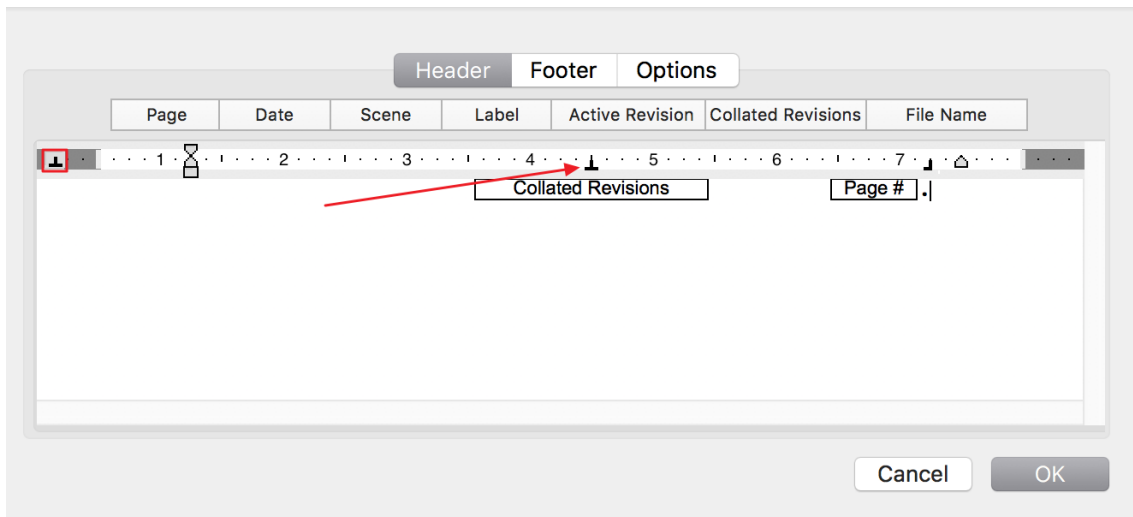 Header Footer Options
Page Date Scene Label Active Revision Collated Revisions File Name
1 2 3 4 5 6 7
Collated Revisions Page # .
Cancel OK